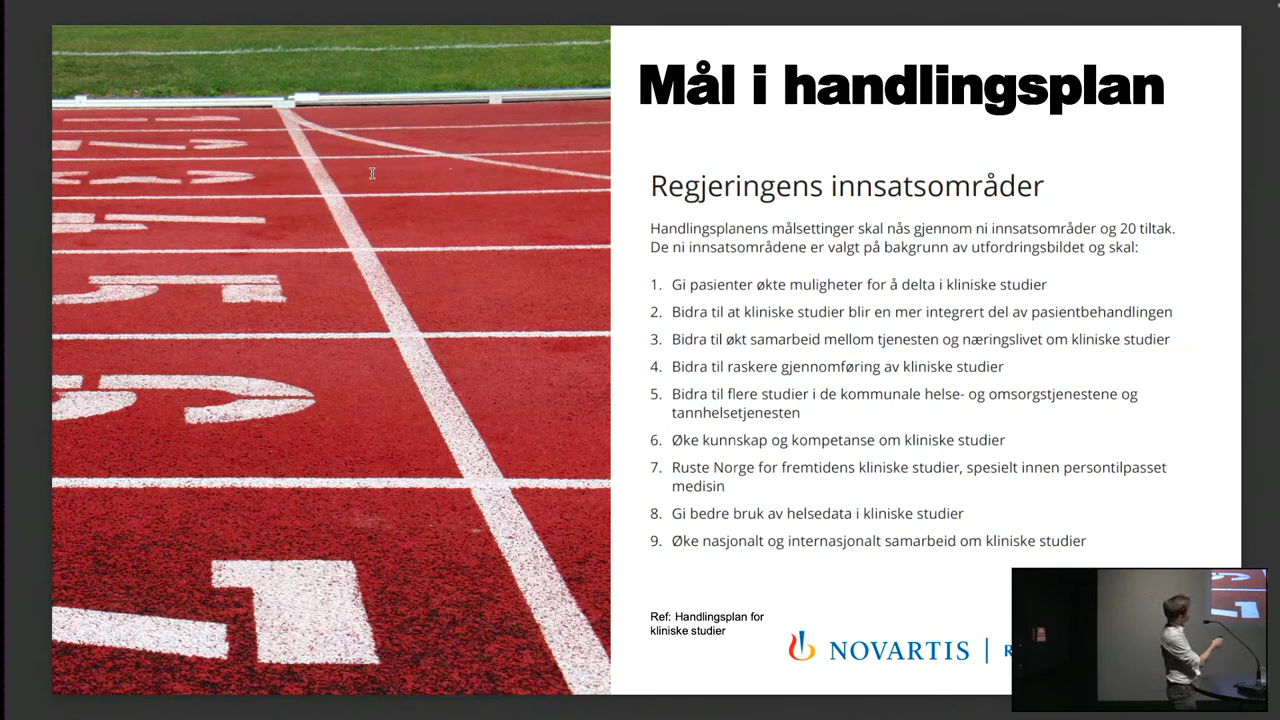 Mål i handlingsplan
Regjeringens innsatsområder
Handlingsplanens målsettinger skal nås gjennom ni innsatsområder og 20 tiltak.
De ni innsatsområdene er valgt på bakgrunn av utfordringsbildet og skal:
1. Gi pasienter økte muligheter for å delta i kliniske studier
2. Bidra til at kliniske studier blir en mer integrert del av pasientbehandlingen
3. Bidra til økt samarbeid mellom tjenesten og næringslivet om kliniske studier
4. Bidra til raskere gjennomføring av kliniske studier
5. Bidra til flere studier i de kommunale helse- og omsorgstjenestene og
tannhelsetjenesten
6. Øke kunnskap og kompetanse om kliniske studier
7. Ruste Norge for fremtidens kliniske studier, spesielt innen persontilpasset
medisin
8. Gi bedre bruk av helsedata i kliniske studier
9. Øke nasjonalt og internasjonalt samarbeid om kliniske studier
Ref: Handlingsplan for
kliniske studier
NOVARTIS |